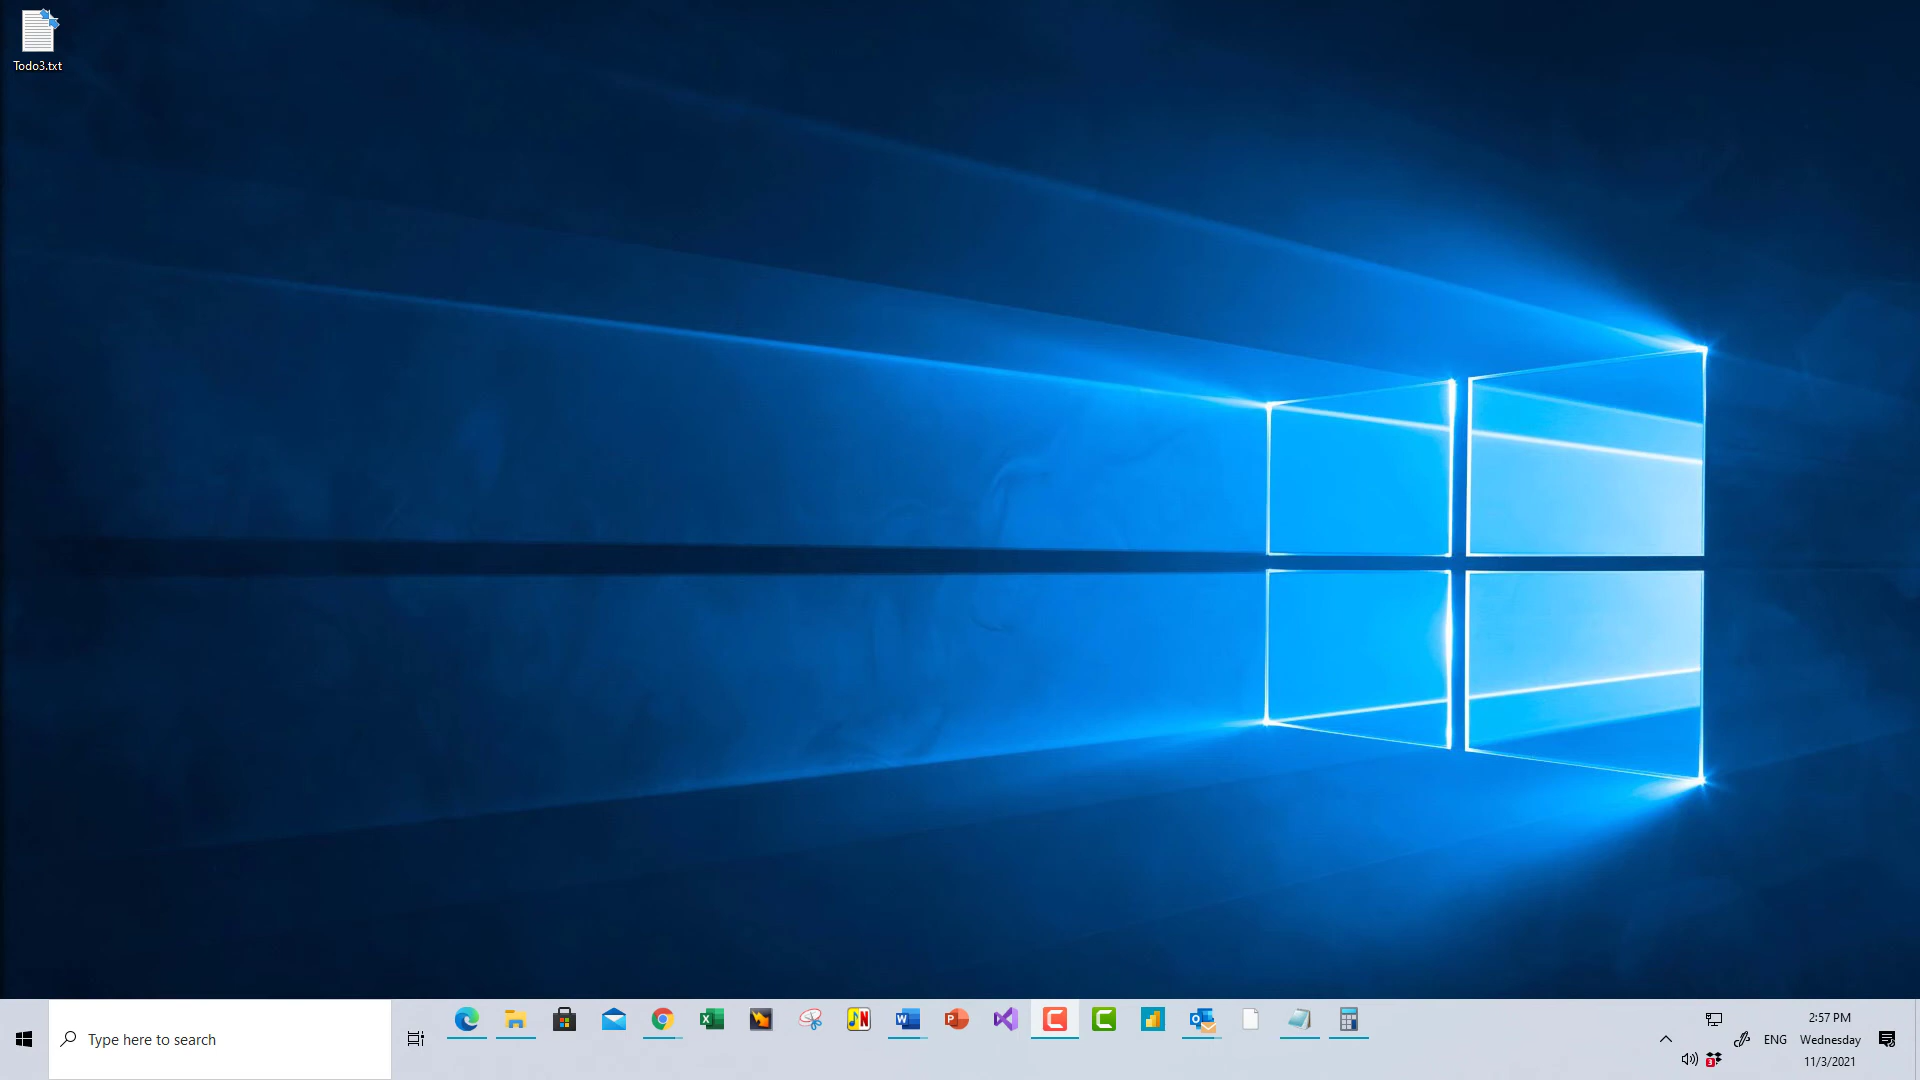 Todo3.txt
Type here to search
2:57 PM
ENG
Wednesday
11/3/2021